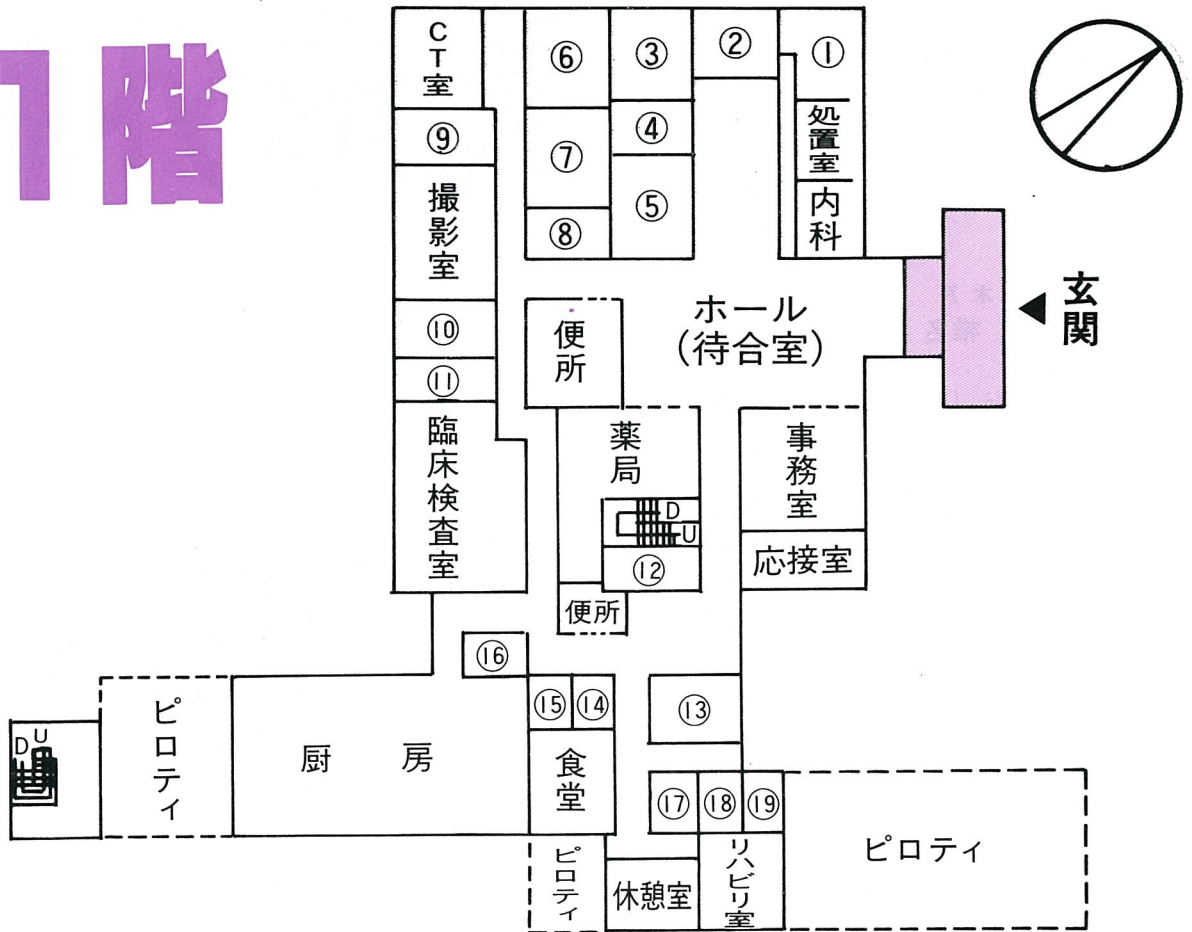 1階
CT室
⑥
③
②
①
⑨
④
処置室
⑦
撮影室
⑤
内科
⑧
玄関
ホール
(待合室)
⑩
便所
⑪
臨床検査室
薬局
事務室
D
U
⑫
応接室
便所
⑯
⑮
⑭
⑬
ピロティ
D
U
厨房
食堂
⑰
⑱
⑲
ピロティ
ピロティ
休憩室
リハビリ室